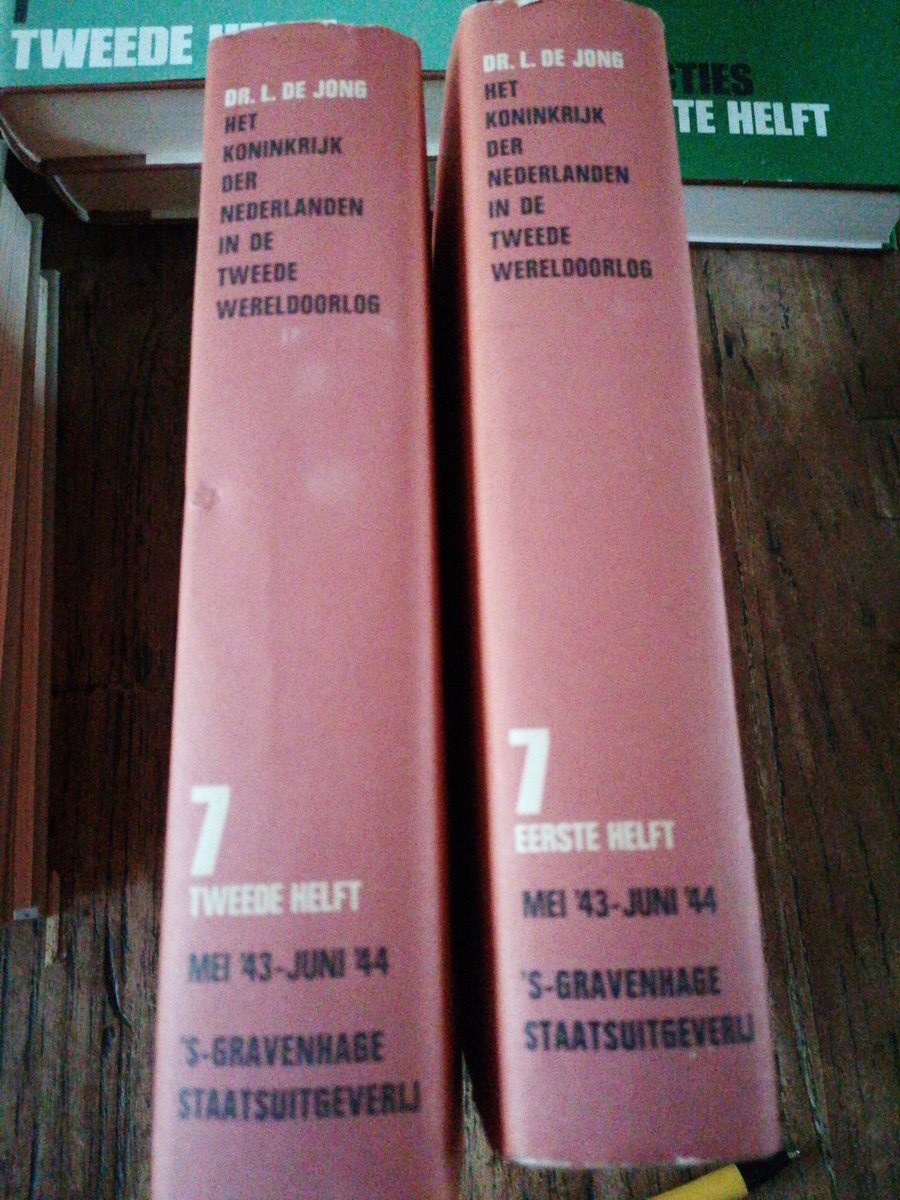 TWEEDE
DR. L. DE JONG
HET
KONINKRIJK
DER
NEDERLANDEN
IN DE
TWEEDE
WERELDOORLOG
7
TWEEDE HELFT
MEI '43-JUNI '44
'S-GRAVENHAGE
STAATSUITGEVERIJ
DR. L. DE JONG
HET
KONINKRIJK
DER
NEDERLANDEN
IN DE
TWEEDE
WERELDOORLOG
7
EERSTE HELFT
MEI '43-JUNI '44
'S-GRAVENHAGE
STAATSUITGEVERIJ
CTIES
TE HELFT